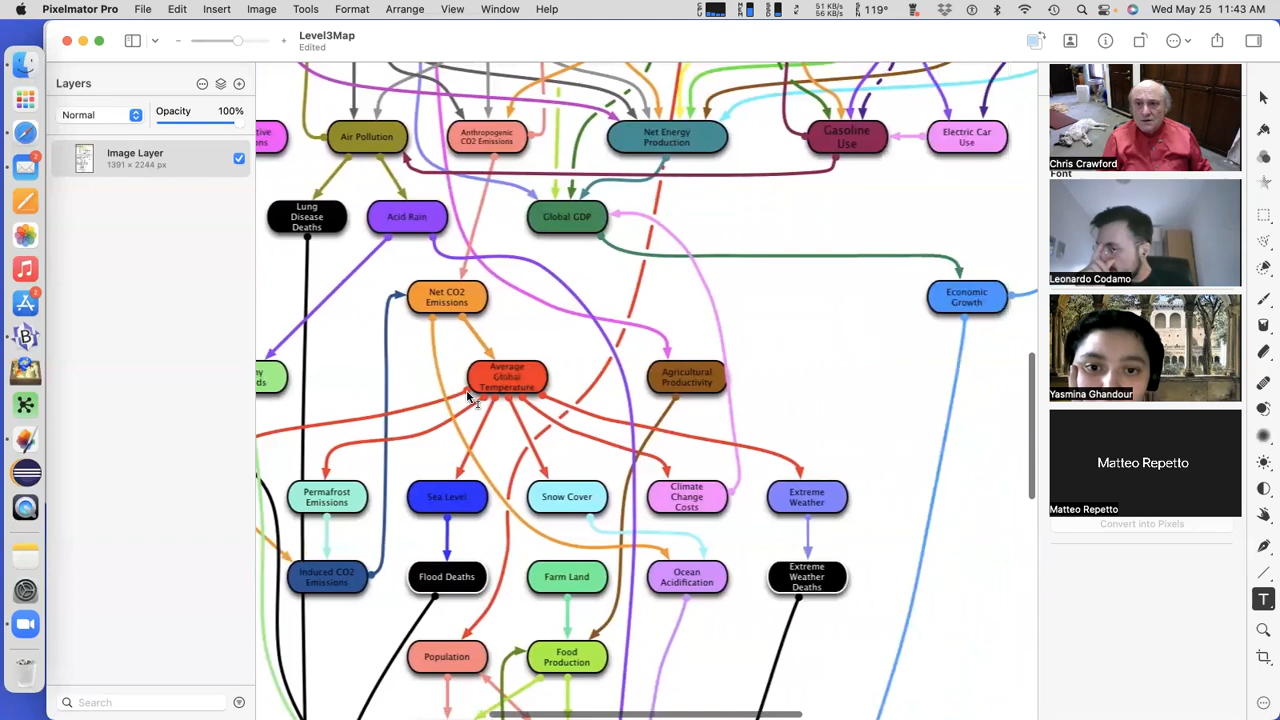 Pixelmator Pro File Edit Insert Image Tools Format Arrange View Window Help
51 KB/s
56 KB/s
119°
Wed May 25 11:43 AM
Level3Map
Edited
Layers
Normal
Opacity 100%
Image Layer
1391 x 2244 px
Search
Air Pollution
Anthropogenic
CO2 Emissions
Net Energy
Production
Gasoline
Use
Electric Car
Use
Lung
Disease
Deaths
Acid Rain
Global GDP
Net CO2
Emissions
Economic
Growth
Average
Global
Temperature
Agricultural
Productivity
Permafrost
Emissions
Sea Level
Snow Cover
Climate
Change
Costs
Extreme
Weather
Induced CO2
Emissions
Flood Deaths
Farm Land
Ocean
Acidification
Extreme
Weather
Deaths
Population
Food
Production
Chris Crawford
Font
Leonardo Codamo
Yasmina Ghandour
Matteo Repetto
Matteo Repetto
Convert into Pixels